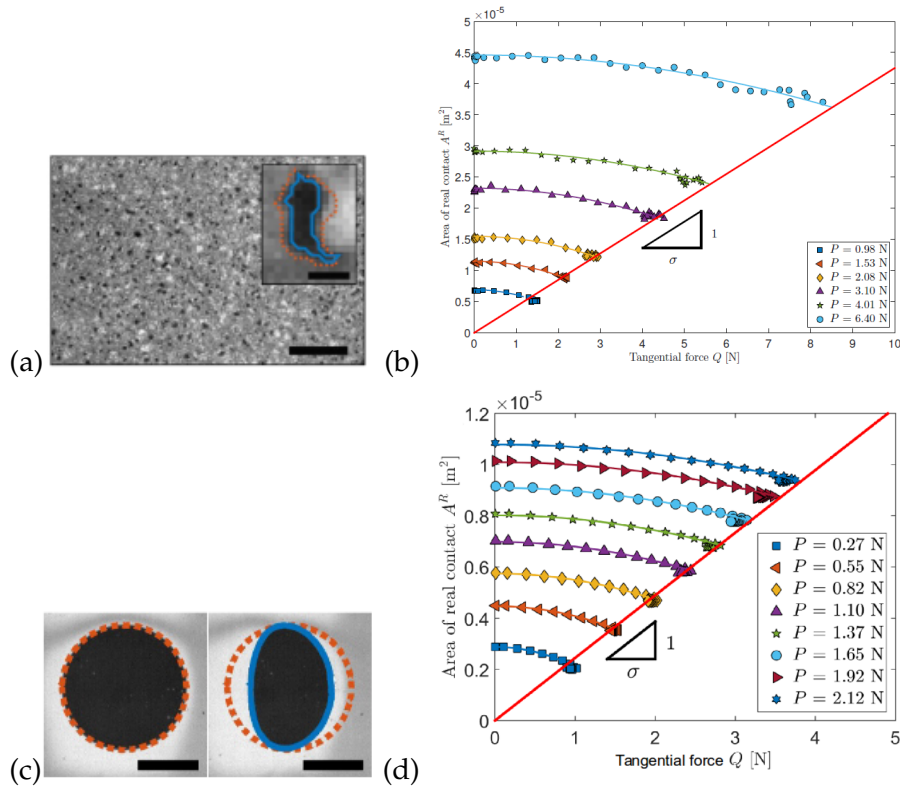 (a)
(b)
×10⁻⁵
Area of real contact A^R [m²]
5
4.5
4
3.5
3
2.5
2
1.5
1
0.5
0
0 1 2 3 4 5 6 7 8 9 10
Tangential force Q [N]
σ
1
P = 0.98 N
P = 1.53 N
P = 2.08 N
P = 3.10 N
P = 4.01 N
P = 6.40 N
(c)
(d)
×10⁻⁵
Area of real contact A^R [m²]
1.2
1
0.8
0.6
0.4
0.2
0
0 1 2 3 4 5
Tangential force Q [N]
σ
1
P = 0.27 N
P = 0.55 N
P = 0.82 N
P = 1.10 N
P = 1.37 N
P = 1.65 N
P = 1.92 N
P = 2.12 N